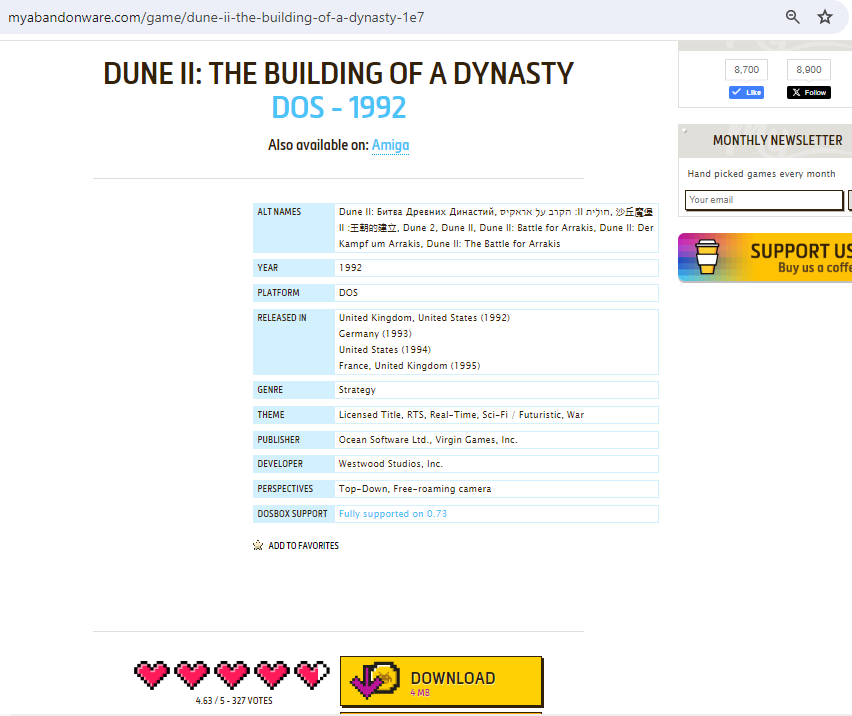 myabandonware.com/game/dune-ii-the-building-of-a-dynasty-1e7
DUNE II: THE BUILDING OF A DYNASTY
DOS - 1992
Also available on: Amiga
ALT NAMES
Dune II: Битва Древних Династий, חולית II: הקרב על אראקיס, 沙丘魔堡
II :王朝的建立, Dune 2, Dune II, Dune II: Battle for Arrakis, Dune II: Der
Kampf um Arrakis, Dune II: The Battle for Arrakis
YEAR 1992
PLATFORM DOS
RELEASED IN United Kingdom, United States (1992)
Germany (1993)
United States (1994)
France, United Kingdom (1995)
GENRE Strategy
THEME Licensed Title, RTS, Real-Time, Sci-Fi / Futuristic, War
PUBLISHER Ocean Software Ltd., Virgin Games, Inc.
DEVELOPER Westwood Studios, Inc.
PERSPECTIVES Top-Down, Free-roaming camera
DOSBOX SUPPORT Fully supported on 0.73
ADD TO FAVORITES
4.63 / 5 - 327 VOTES
DOWNLOAD
4 MB
8,700 8,900
Like Follow
MONTHLY NEWSLETTER
Hand picked games every month
Your email
SUPPORT US
Buy us a coffe